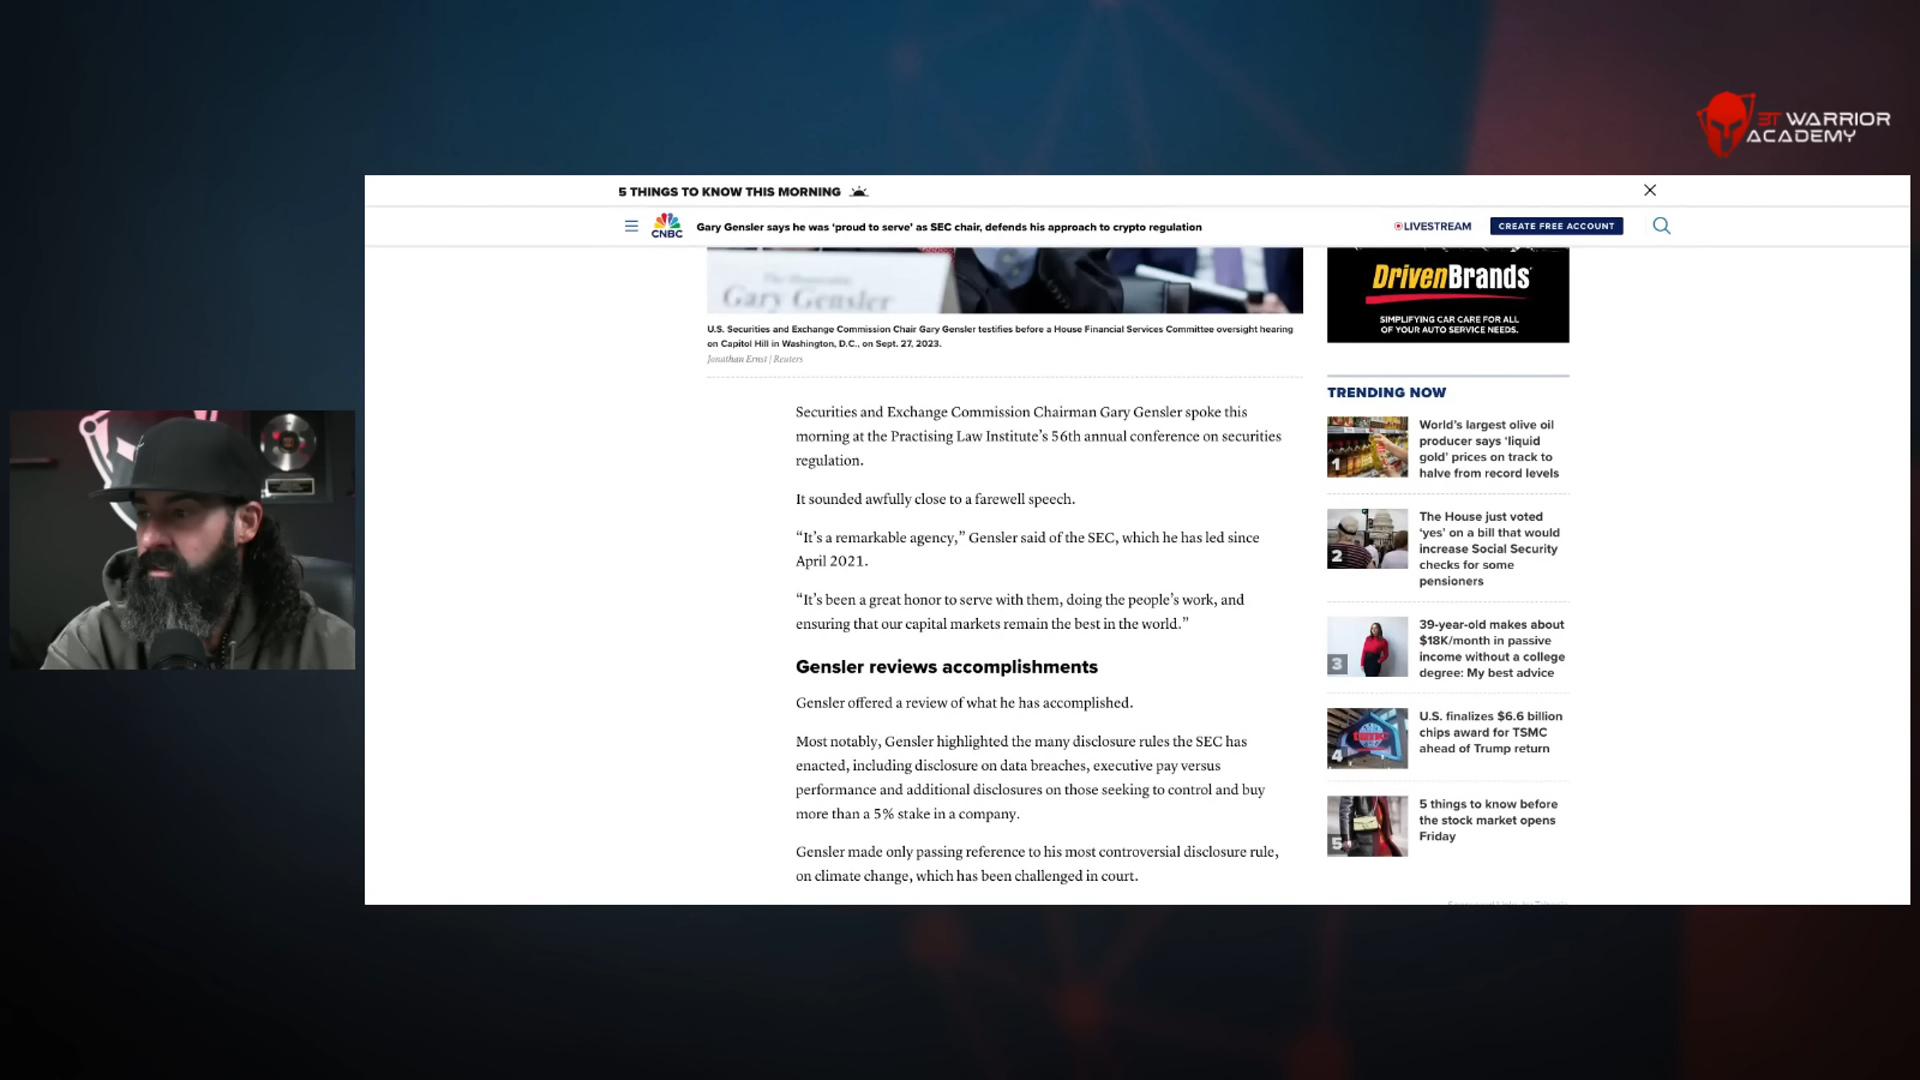 3T WARRIOR
ACADEMY
5 THINGS TO KNOW THIS MORNING
CNBC
Gary Gensler says he was ‘proud to serve’ as SEC chair, defends his approach to crypto regulation
LIVESTREAM
CREATE FREE ACCOUNT
The Honorable
Gary Gensler
U.S. Securities and Exchange Commission Chair Gary Gensler testifies before a House Financial Services Committee oversight hearing
on Capitol Hill in Washington, D.C., on Sept. 27, 2023.
Jonathan Ernst | Reuters
Securities and Exchange Commission Chairman Gary Gensler spoke this
morning at the Practising Law Institute’s 56th annual conference on securities
regulation.
It sounded awfully close to a farewell speech.
“It’s a remarkable agency,” Gensler said of the SEC, which he has led since
April 2021.
“It’s been a great honor to serve with them, doing the people’s work, and
ensuring that our capital markets remain the best in the world.”
Gensler reviews accomplishments
Gensler offered a review of what he has accomplished.
Most notably, Gensler highlighted the many disclosure rules the SEC has
enacted, including disclosure on data breaches, executive pay versus
performance and additional disclosures on those seeking to control and buy
more than a 5% stake in a company.
Gensler made only passing reference to his most controversial disclosure rule,
on climate change, which has been challenged in court.
DrivenBrands
SIMPLIFYING CAR CARE FOR ALL
OF YOUR AUTO SERVICE NEEDS.
TRENDING NOW
1
World’s largest olive oil
producer says ‘liquid
gold’ prices on track to
halve from record levels
2
The House just voted
‘yes’ on a bill that would
increase Social Security
checks for some
pensioners
3
39-year-old makes about
$18K/month in passive
income without a college
degree: My best advice
4
U.S. finalizes $6.6 billion
chips award for TSMC
ahead of Trump return
5
5 things to know before
the stock market opens
Friday